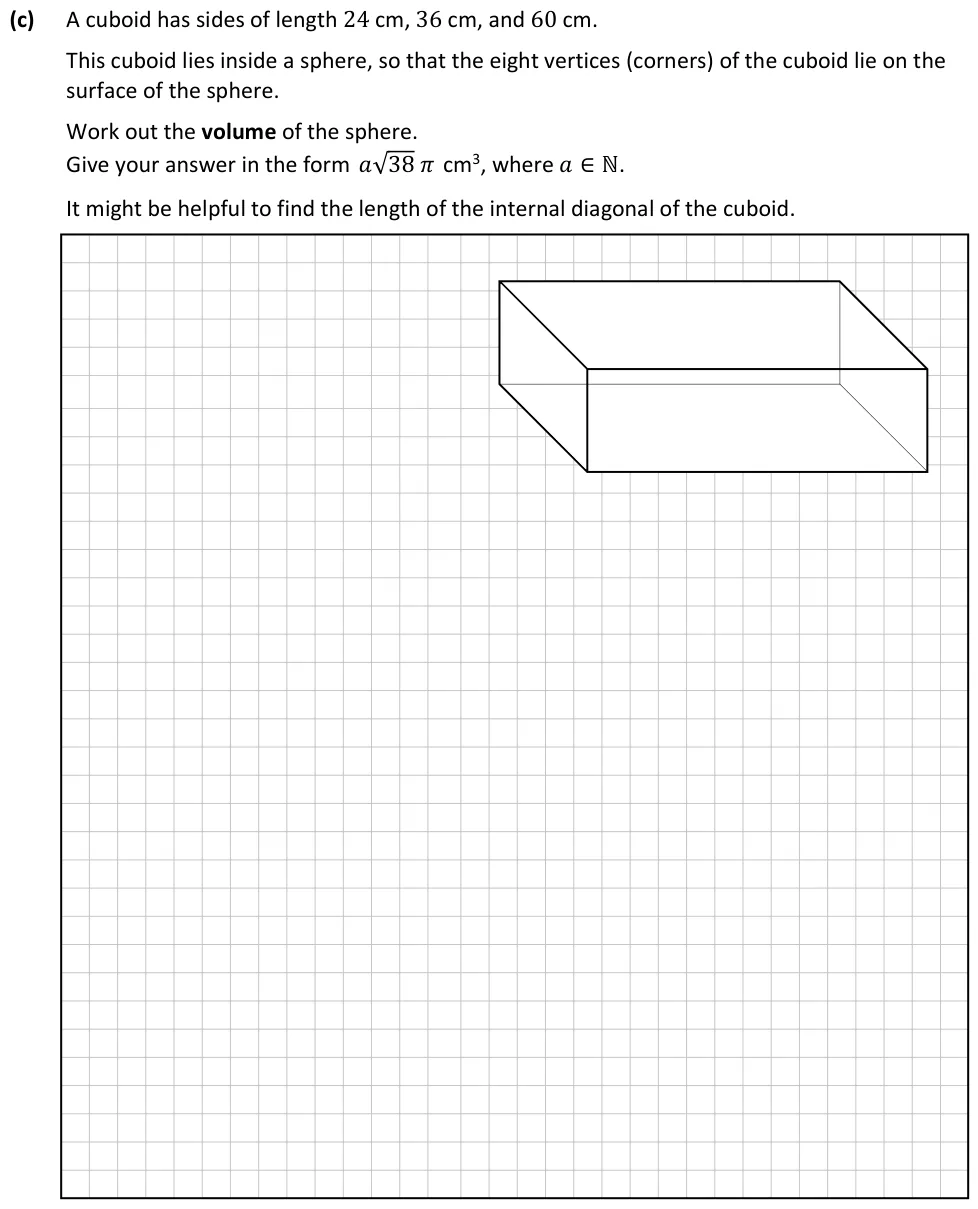 (c) A cuboid has sides of length 24 cm, 36 cm, and 60 cm.
This cuboid lies inside a sphere, so that the eight vertices (corners) of the cuboid lie on the
surface of the sphere.
Work out the volume of the sphere.
Give your answer in the form a√38 π cm³, where a ∈ ℕ.
It might be helpful to find the length of the internal diagonal of the cuboid.